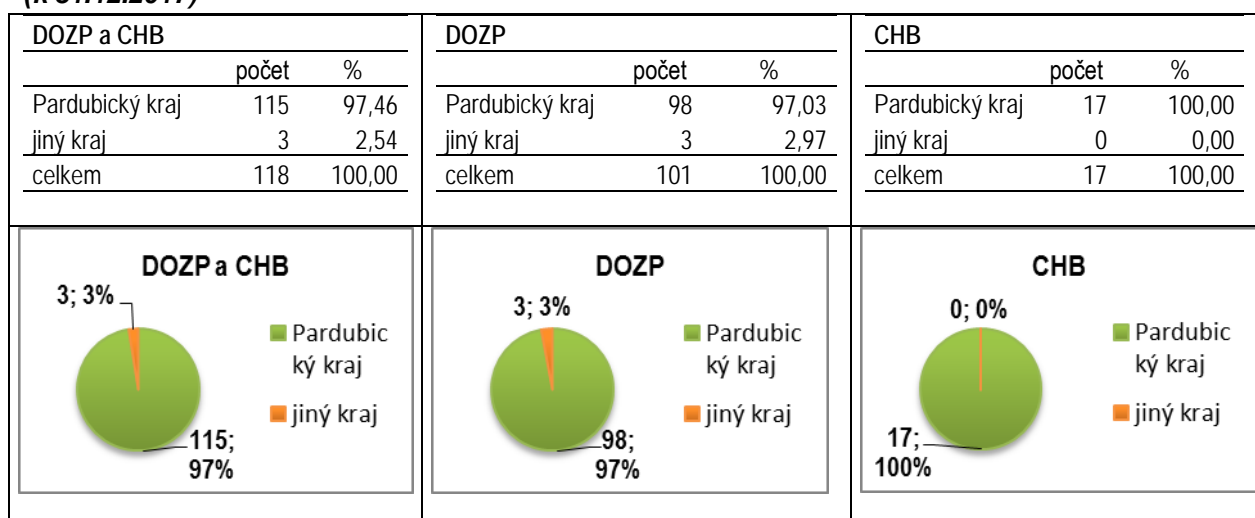 DOZP a CHB
počet %
Pardubický kraj 115 97,46
jiný kraj 3 2,54
celkem 118 100,00
DOZP
počet %
Pardubický kraj 98 97,03
jiný kraj 3 2,97
celkem 101 100,00
CHB
počet %
Pardubický kraj 17 100,00
jiný kraj 0 0,00
celkem 17 100,00
DOZP a CHB
3; 3%
Pardubic
ký kraj
jiný kraj
115;
97%
DOZP
3; 3%
Pardubic
ký kraj
jiný kraj
98;
97%
CHB
0; 0%
Pardubic
ký kraj
jiný kraj
17;
100%